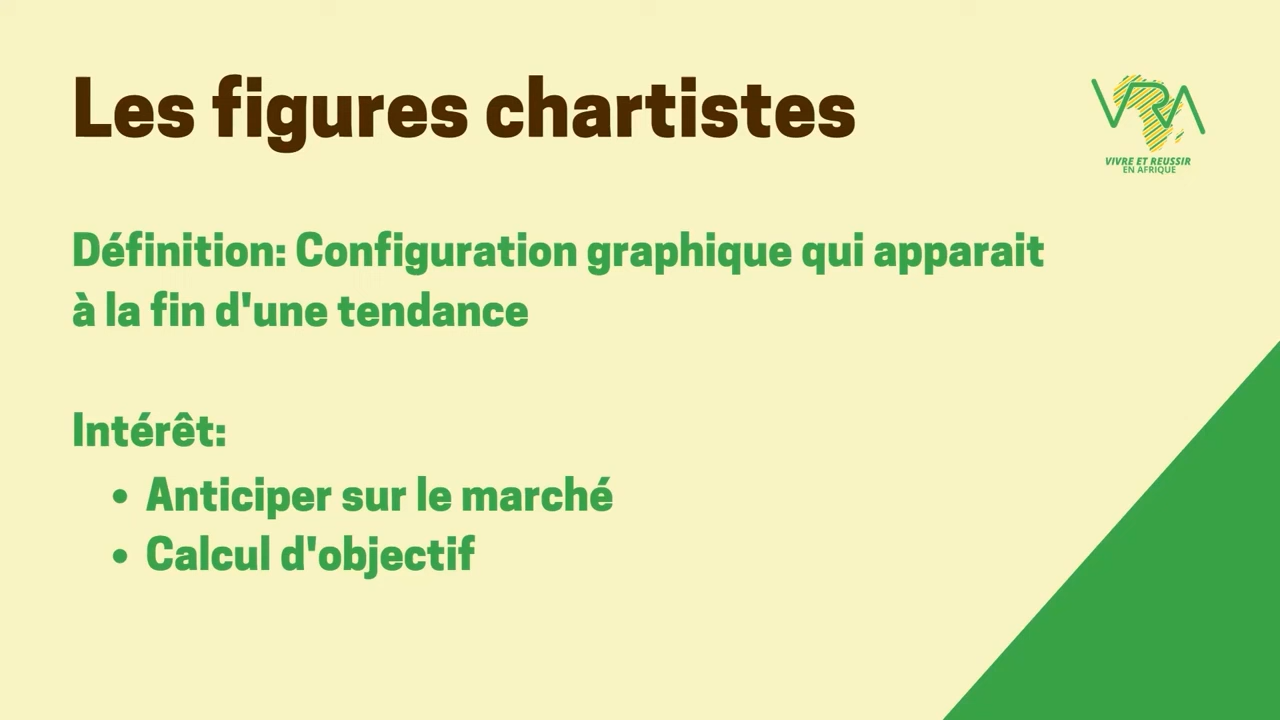 Les figures chartistes
VRA
VIVRE ET REUSSIR
EN AFRIQUE
Définition: Configuration graphique qui apparait
à la fin d'une tendance
Intérêt:
• Anticiper sur le marché
• Calcul d'objectif